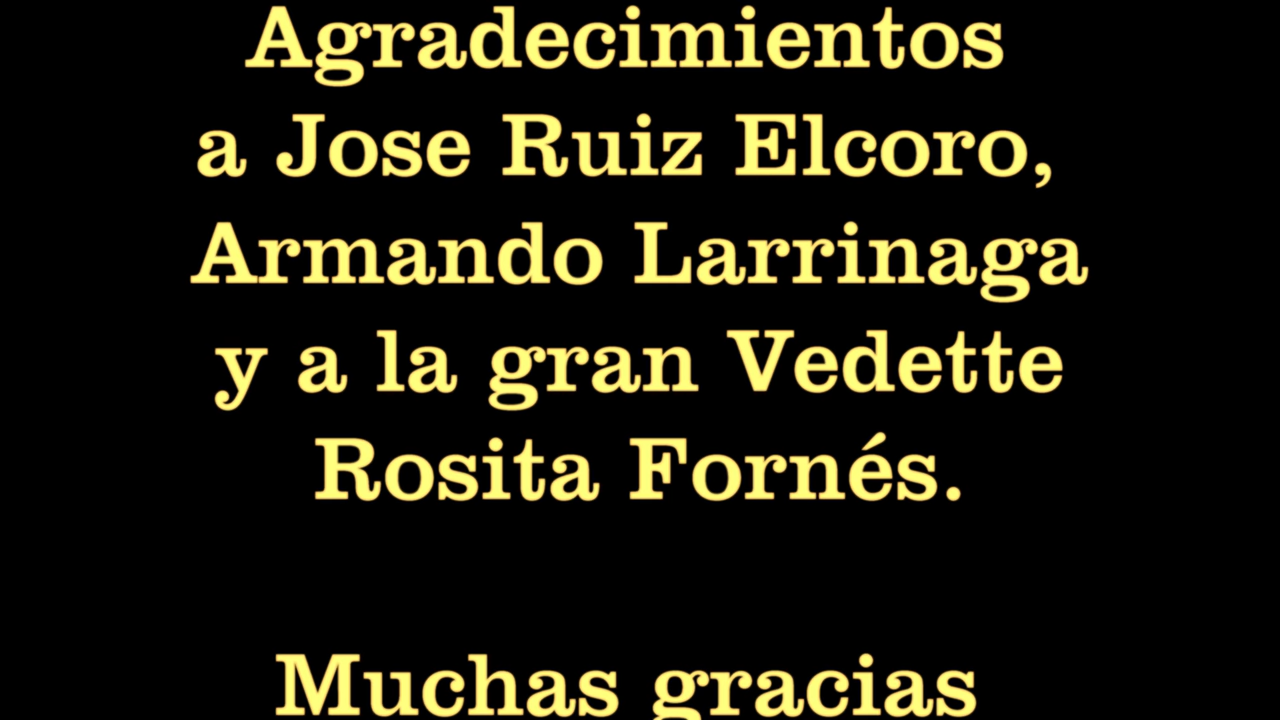 Agradecimientos
a Jose Ruiz Elcoro,
Armando Larrinaga
y a la gran Vedette
Rosita Fornés.
Muchas gracias